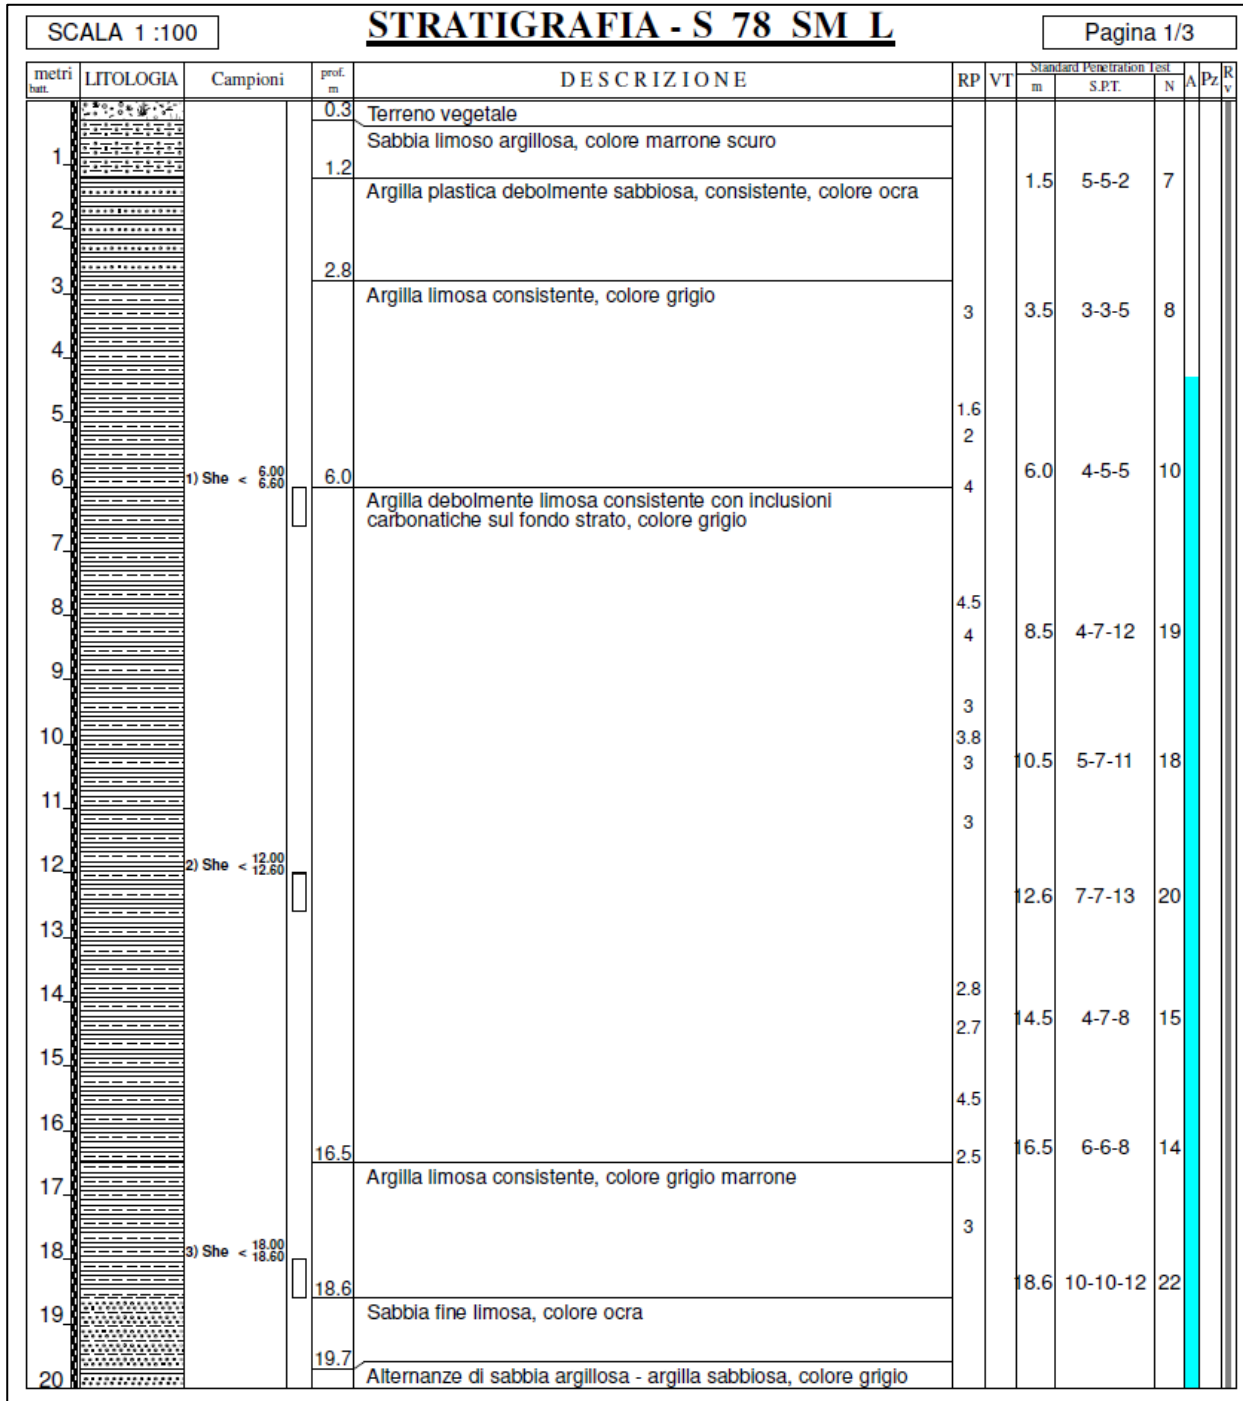 SCALA 1 :100
STRATIGRAFIA - S 78 SM L
Pagina 1/3
metri batt. LITOLOGIA Campioni prof. m DESCRIZIONE RP VT Standard Penetration Test m S.P.T. N A Pz R v
0.3 Terreno vegetale
Sabbia limoso argillosa, colore marrone scuro
1
1.2
Argilla plastica debolmente sabbiosa, consistente, colore ocra 1.5 5-5-2 7
2
2.8
3
Argilla limosa consistente, colore grigio
3 3.5 3-3-5 8
4
5 1.6
2
6 1) She < 6.00 6.60 6.0 6.0 4-5-5 10
4
Argilla debolmente limosa consistente con inclusioni
carbonatiche sul fondo strato, colore grigio
7
8 4.5
4 8.5 4-7-12 19
9
3
10 3.8
3 10.5 5-7-11 18
11
3
12 2) She < 12.00 12.60
12.6 7-7-13 20
13
14 2.8
2.7 14.5 4-7-8 15
15
4.5
16
16.5 2.5 16.5 6-6-8 14
Argilla limosa consistente, colore grigio marrone
17
3
18 3) She < 18.00 18.60
18.6 18.6 10-10-12 22
19 Sabbia fine limosa, colore ocra
19.7
20 Alternanze di sabbia argillosa - argilla sabbiosa, colore grigio